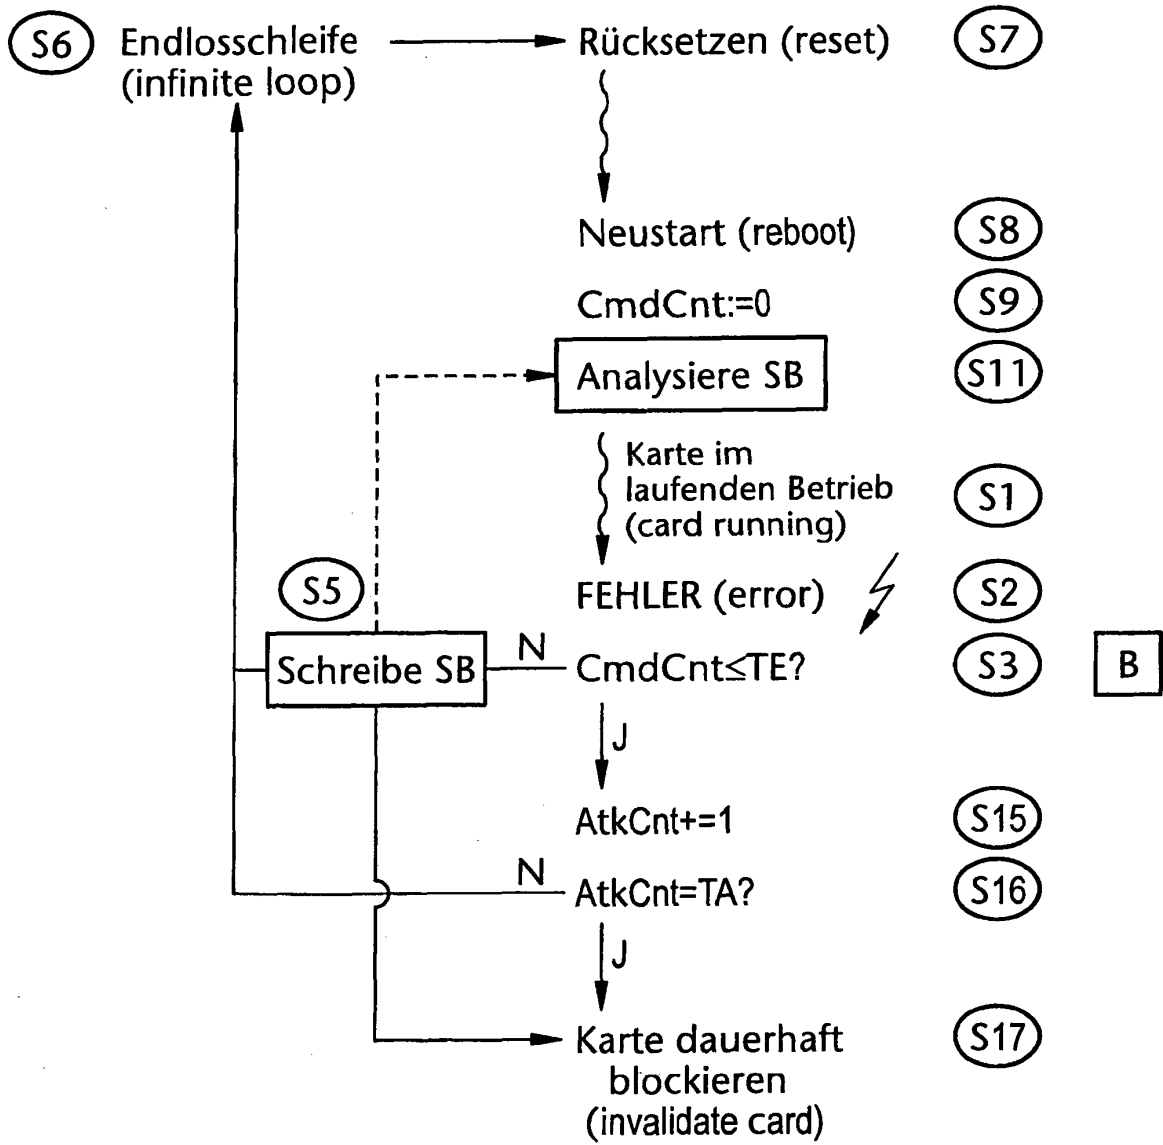 S6 Endlosschleife
(infinite loop)
Rücksetzen (reset) S7
Neustart (reboot) S8
CmdCnt:=0 S9
Analysiere SB S11
Karte im
laufenden Betrieb
(card running)
S1
S5
FEHLER (error) S2
Schreibe SB N CmdCnt≤TE? S3 B
J
AtkCnt+=1 S15
N AtkCnt=TA? S16
J
Karte dauerhaft S17
blockieren
(invalidate card)